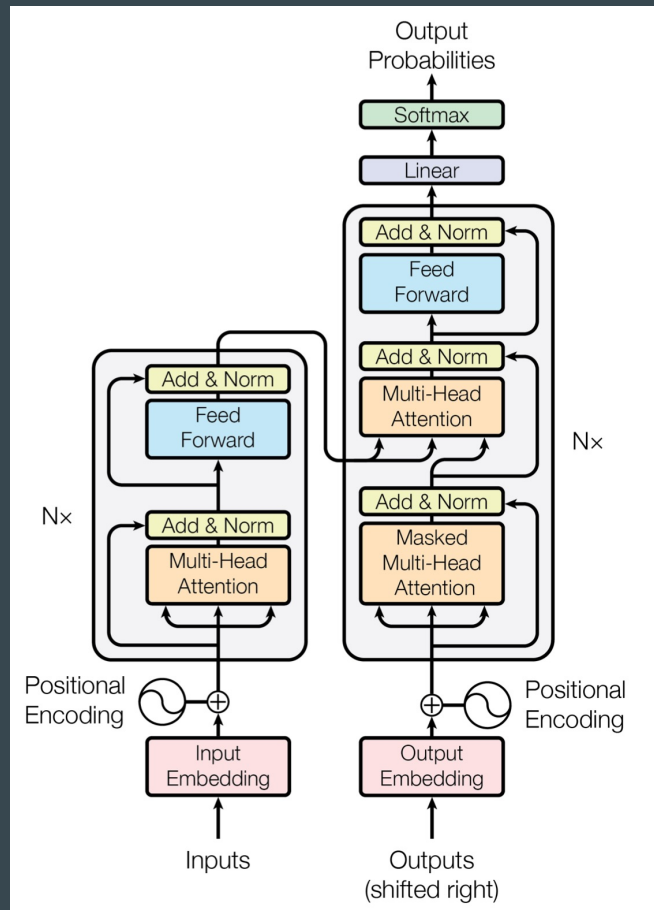 Output
Probabilities
Softmax
Linear
Add & Norm
Feed
Forward
Add & Norm
Multi-Head
Attention
Add & Norm
Masked
Multi-Head
Attention
N×
Add & Norm
Feed
Forward
Add & Norm
Multi-Head
Attention
N×
Positional
Encoding
Positional
Encoding
Input
Embedding
Output
Embedding
Inputs
Outputs
(shifted right)